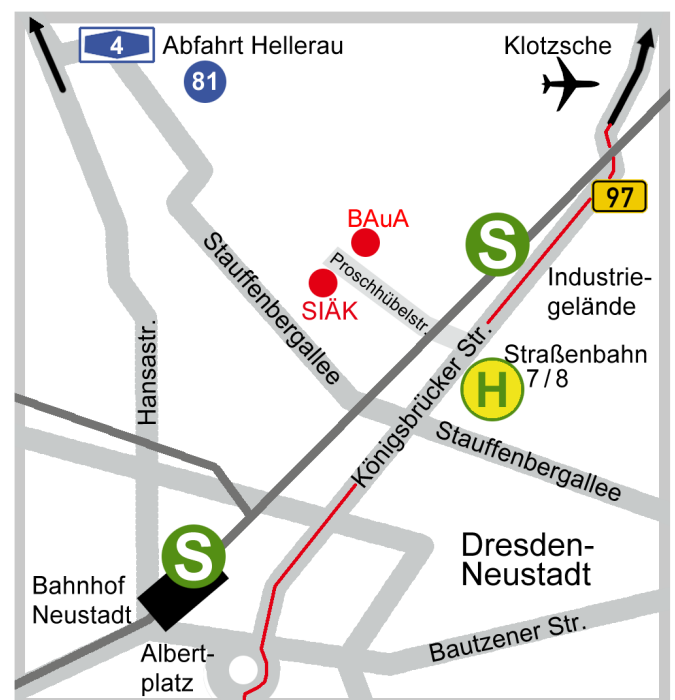 4
Abfahrt Hellerau
81
Klotzsche
97
BAuA
S
Stauffenbergallee
Proschhübelstr.
SIÄK
Industrie-
gelände
Hansastr.
Königsbrücker Str.
Straßenbahn
7 / 8
H
Stauffenbergallee
S
Dresden-
Neustadt
Bahnhof
Neustadt
Bautzener Str.
Albert-
platz